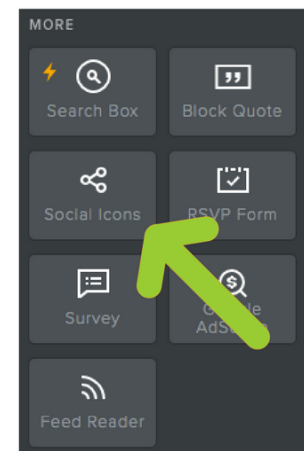 MORE
Search Box
Block Quote
Social Icons
RSVP Form
Survey
Feed Reader